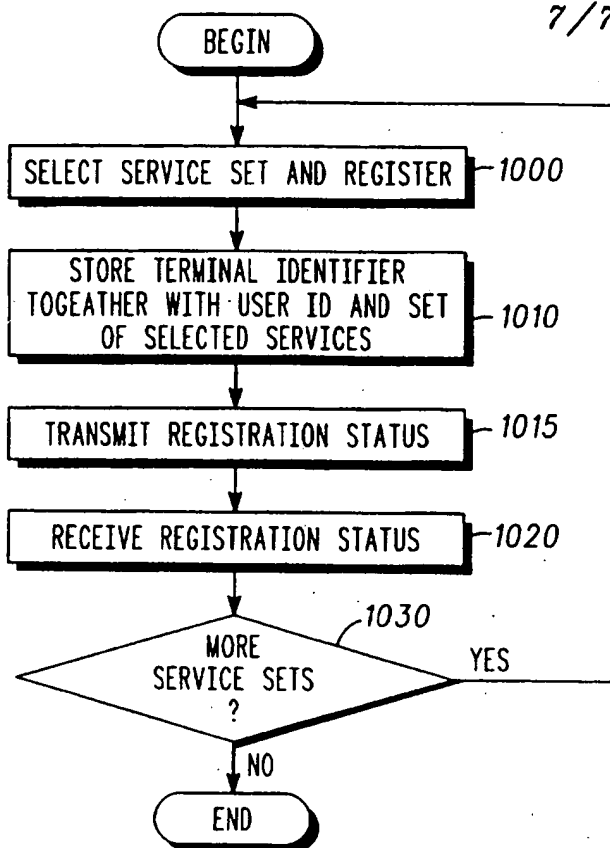 7/7
BEGIN
SELECT SERVICE SET AND REGISTER
1000
STORE TERMINAL IDENTIFIER
TOGEATHER WITH USER ID AND SET
OF SELECTED SERVICES
1010
TRANSMIT REGISTRATION STATUS
1015
RECEIVE REGISTRATION STATUS
1020
1030
MORE
SERVICE SETS
?
YES
NO
END